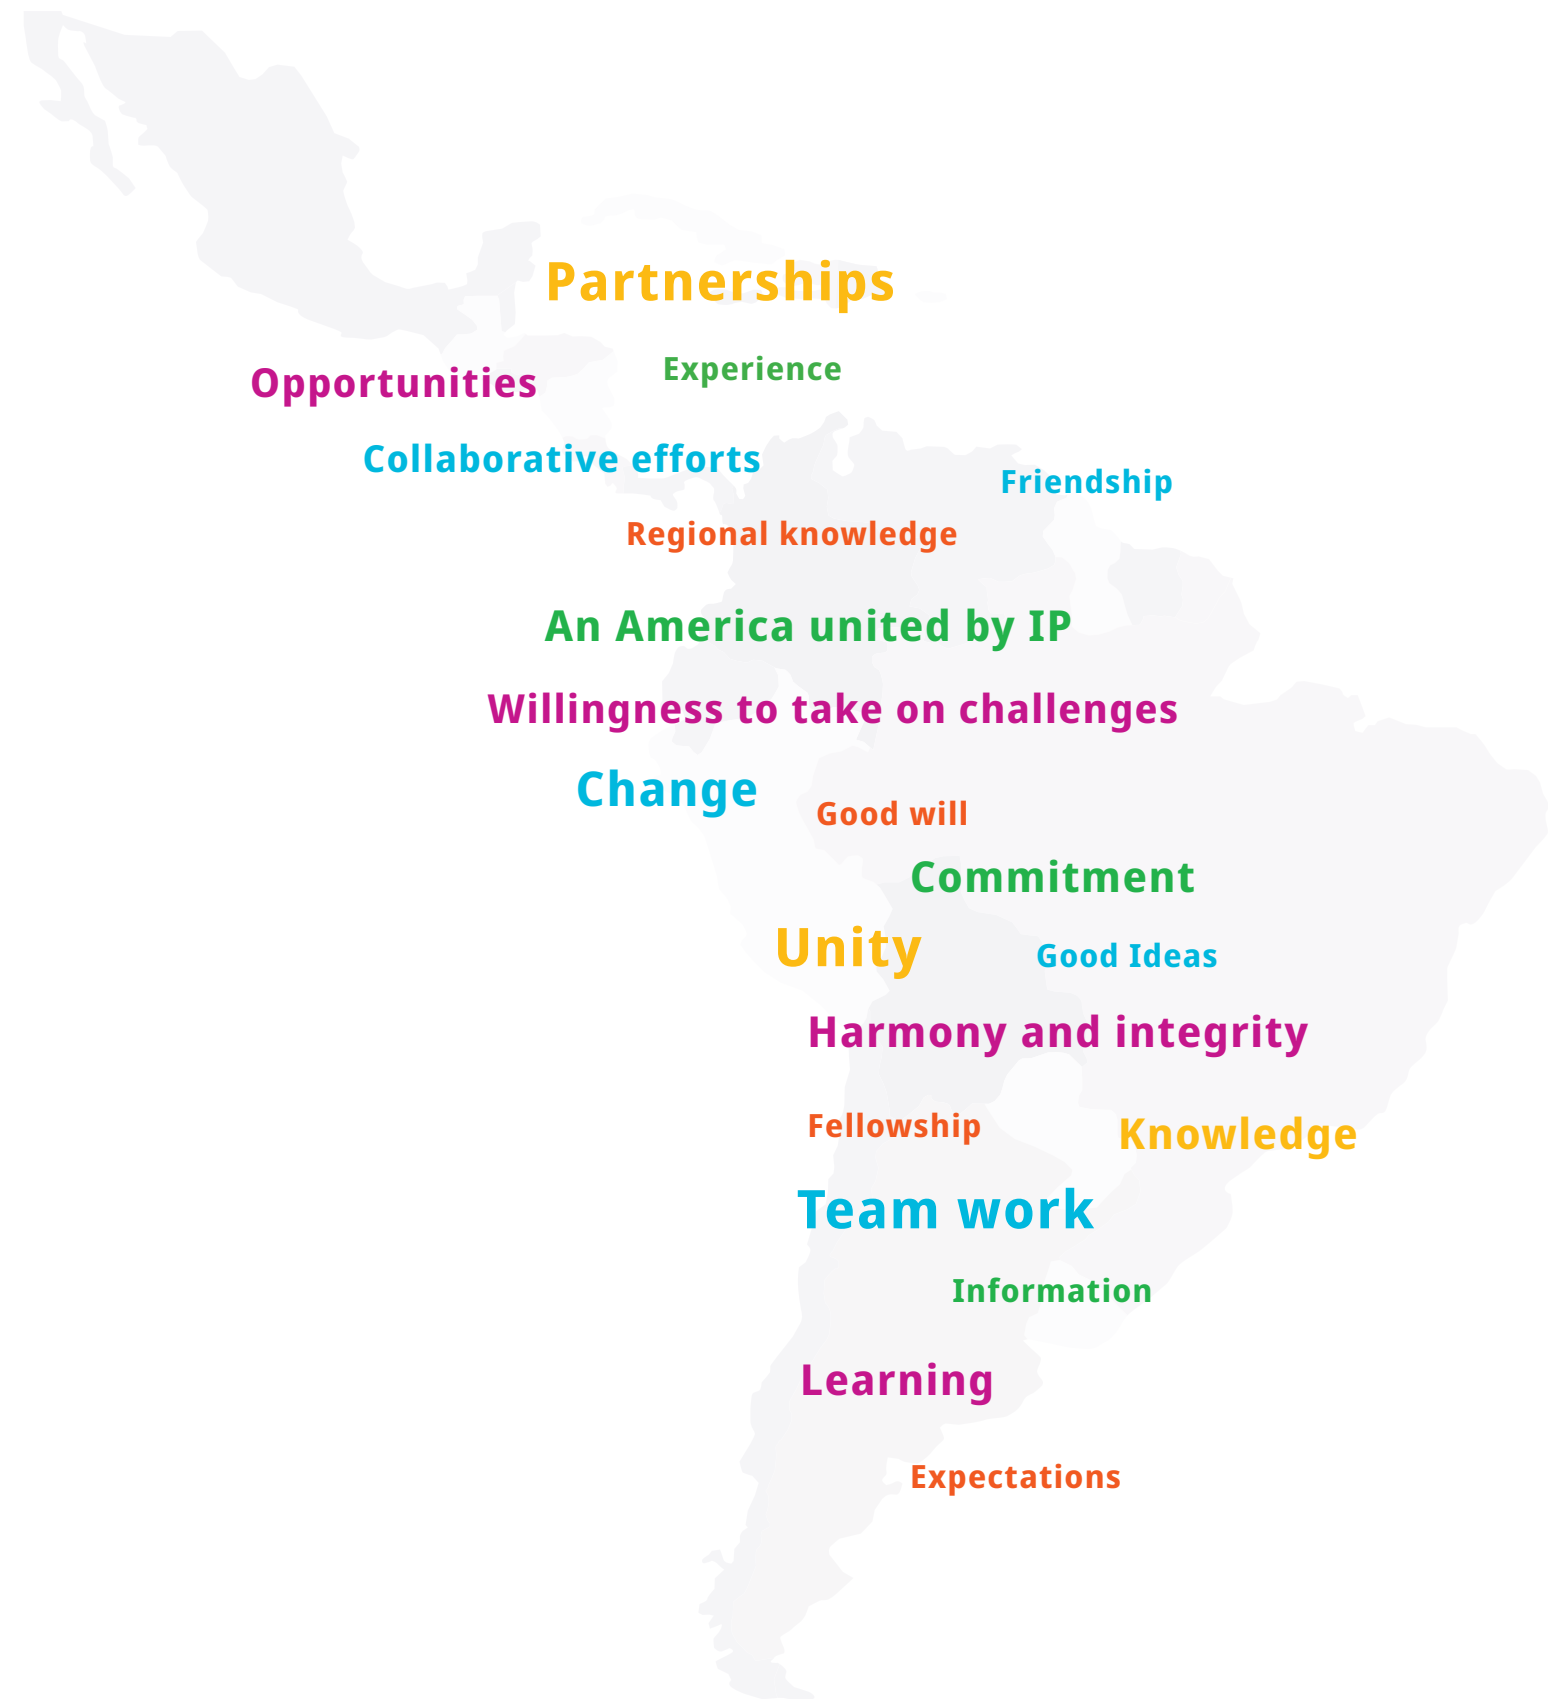 Partnerships
Experience
Opportunities
Collaborative efforts
Friendship
Regional knowledge
An America united by IP
Willingness to take on challenges
Change
Good will
Commitment
Unity
Good Ideas
Harmony and integrity
Fellowship
Knowledge
Team work
Information
Learning
Expectations